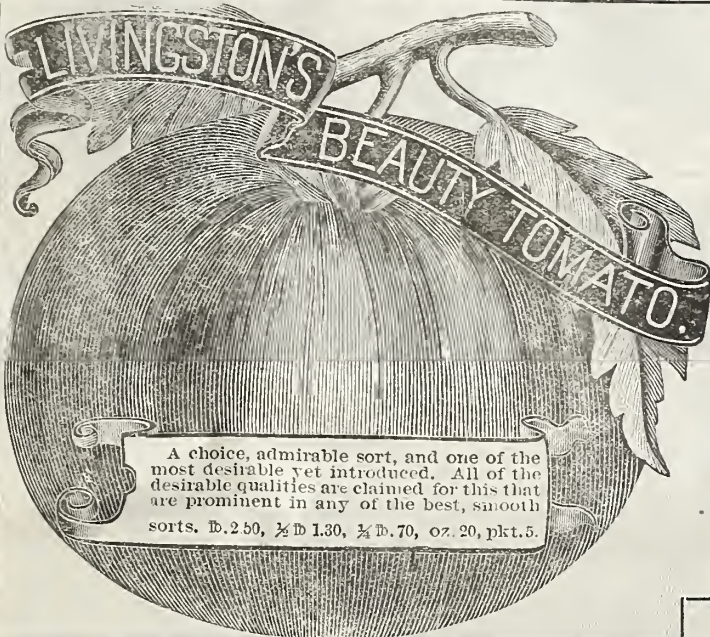 LIVINGSTON'S
BEAUTY TOMATO.
A choice, admirable sort, and one of the
most desirable yet introduced. All of the
desirable qualities are claimed for this that
are prominent in any of the best, smooth
sorts. ℔.2.50, ½ ℔ 1.30, ¼ ℔.70, oz. 20, pkt.5.